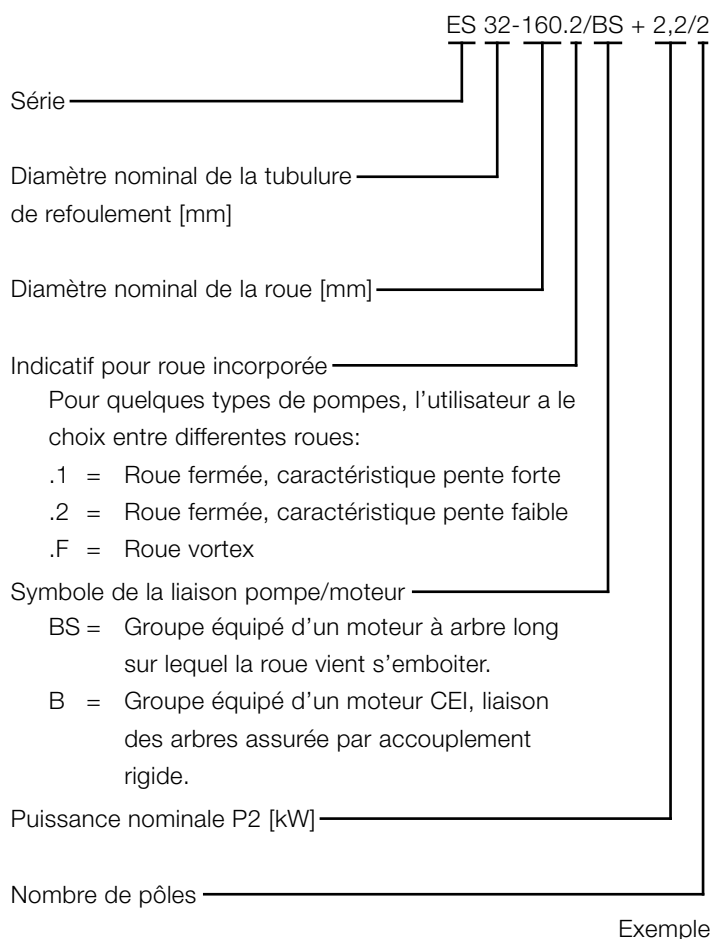 ES 32-160.2/BS + 2,2/2
Série
Diamètre nominal de la tubulure
de refoulement [mm]
Diamètre nominal de la roue [mm]
Indicatif pour roue incorporée
Pour quelques types de pompes, l'utilisateur a le
choix entre differentes roues:
.1 = Roue fermée, caractéristique pente forte
.2 = Roue fermée, caractéristique pente faible
.F = Roue vortex
Symbole de la liaison pompe/moteur
BS = Groupe équipé d'un moteur à arbre long
sur lequel la roue vient s'emboiter.
B = Groupe équipé d'un moteur CEI, liaison
des arbres assurée par accouplement
rigide.
Puissance nominale P2 [kW]
Nombre de pôles
Exemple